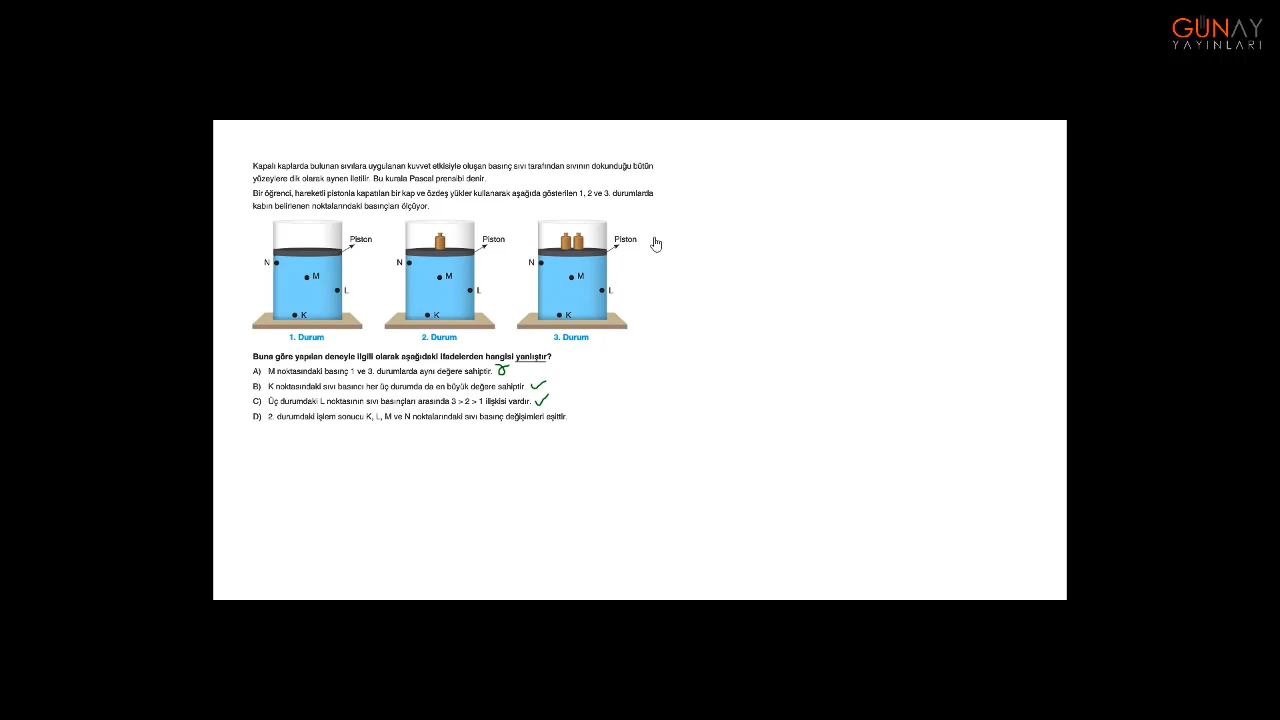 GÜNAY
YAYINLARI
Kapalı kaplarda bulunan sıvılara uygulanan kuvvet etkisiyle oluşan basınç sıvı tarafından sıvının dokunduğu bütün
yüzeylere dik olarak aynen iletilir. Bu kurala Pascal prensibi denir.
Bir öğrenci, hareketli pistonla kapatılan bir kap ve özdeş yükler kullanarak aşağıda gösterilen 1, 2 ve 3. durumlarda
kabın belirlenen noktalarındaki basınçları ölçüyor.
Piston Piston Piston
N N N
M M M
L L L
K K K
1. Durum 2. Durum 3. Durum
Buna göre yapılan deneyle ilgili olarak aşağıdaki ifadelerden hangisi yanlıştır?
A) M noktasındaki basınç 1 ve 3. durumlarda aynı değere sahiptir.
B) K noktasındaki sıvı basıncı her üç durumda da en büyük değere sahiptir.
C) Üç durumdaki L noktasının sıvı basınçları arasında 3 > 2 > 1 ilişkisi vardır.
D) 2. durumdaki işlem sonucu K, L, M ve N noktalarındaki sıvı basınç değişimleri eşittir.